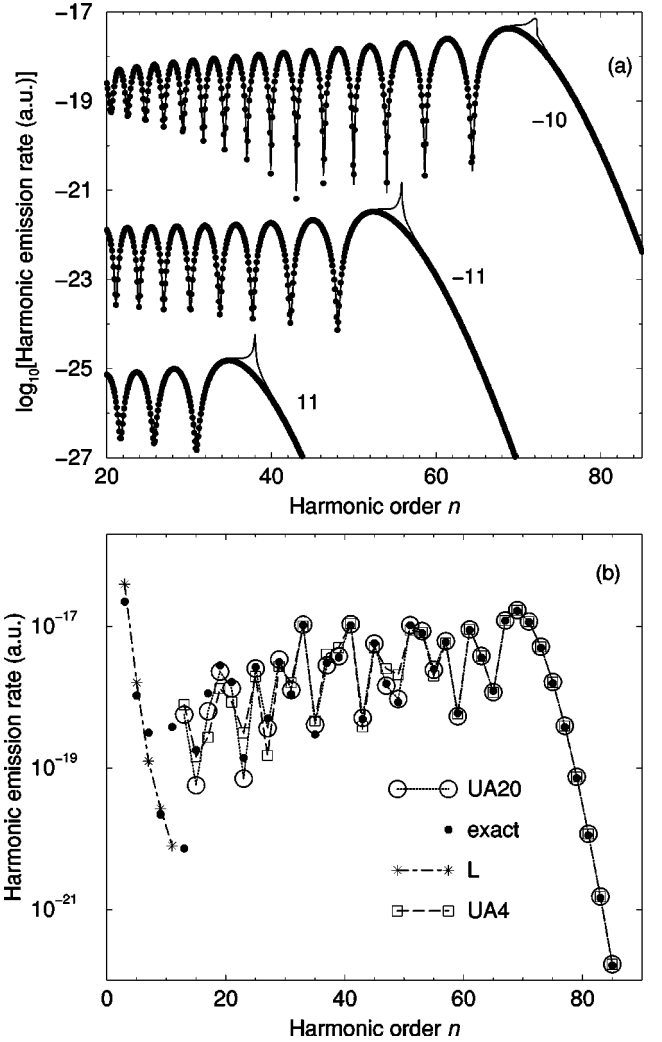 −17
(a)
−19
−10
−21
−23
−11
−25
11
−27
log10[Harmonic emission rate (a.u.)]
20 40 60 80
Harmonic order n
(b)
10⁻¹⁷
10⁻¹⁹
10⁻²¹
Harmonic emission rate (a.u.)
UA20
exact
L
UA4
0 20 40 60 80
Harmonic order n